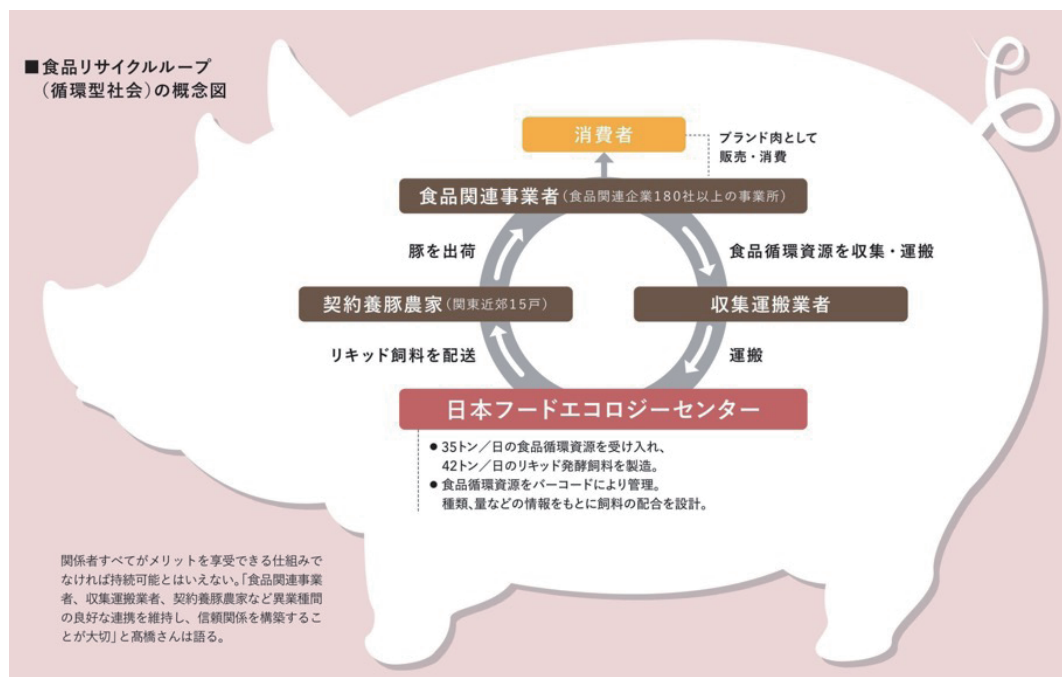 ■食品リサイクルループ
（循環型社会）の概念図
消費者
ブランド肉として
販売・消費
食品関連事業者（食品関連企業180社以上の事業所）
豚を出荷
食品循環資源を収集・運搬
契約養豚農家（関東近郊15戸）
収集運搬業者
リキッド飼料を配送
運搬
日本フードエコロジーセンター
●35トン／日の食品循環資源を受け入れ、
42トン／日のリキッド発酵飼料を製造。
●食品循環資源をバーコードにより管理。
種類、量などの情報をもとに飼料の配合を設計。
関係者すべてがメリットを享受できる仕組みで
なければ持続可能とはいえない。「食品関連事業
者、収集運搬業者、契約養豚農家など異業種間
の良好な連携を維持し、信頼関係を構築するこ
とが大切」と髙橋さんは語る。